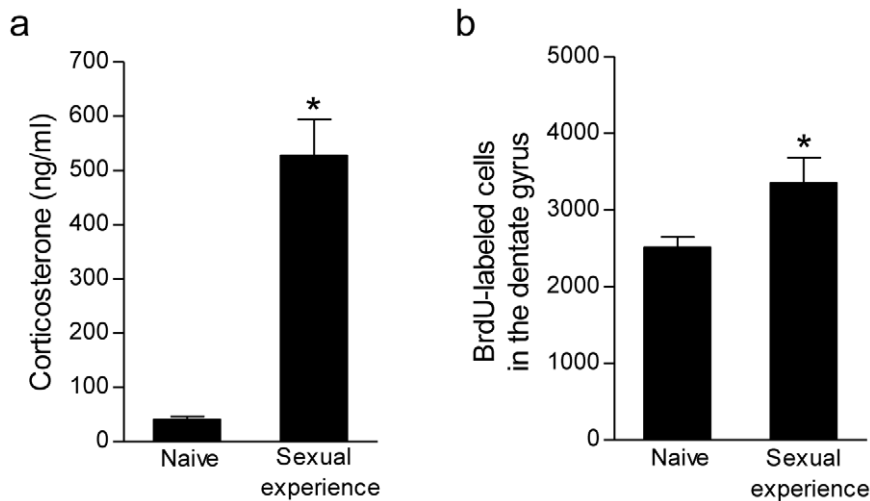 a
Corticosterone (ng/ml)
700
600
500
400
300
200
100
0
*
Naive
Sexual
experience
b
BrdU-labeled cells
in the dentate gyrus
5000
4000
3000
2000
1000
0
*
Naive
Sexual
experience